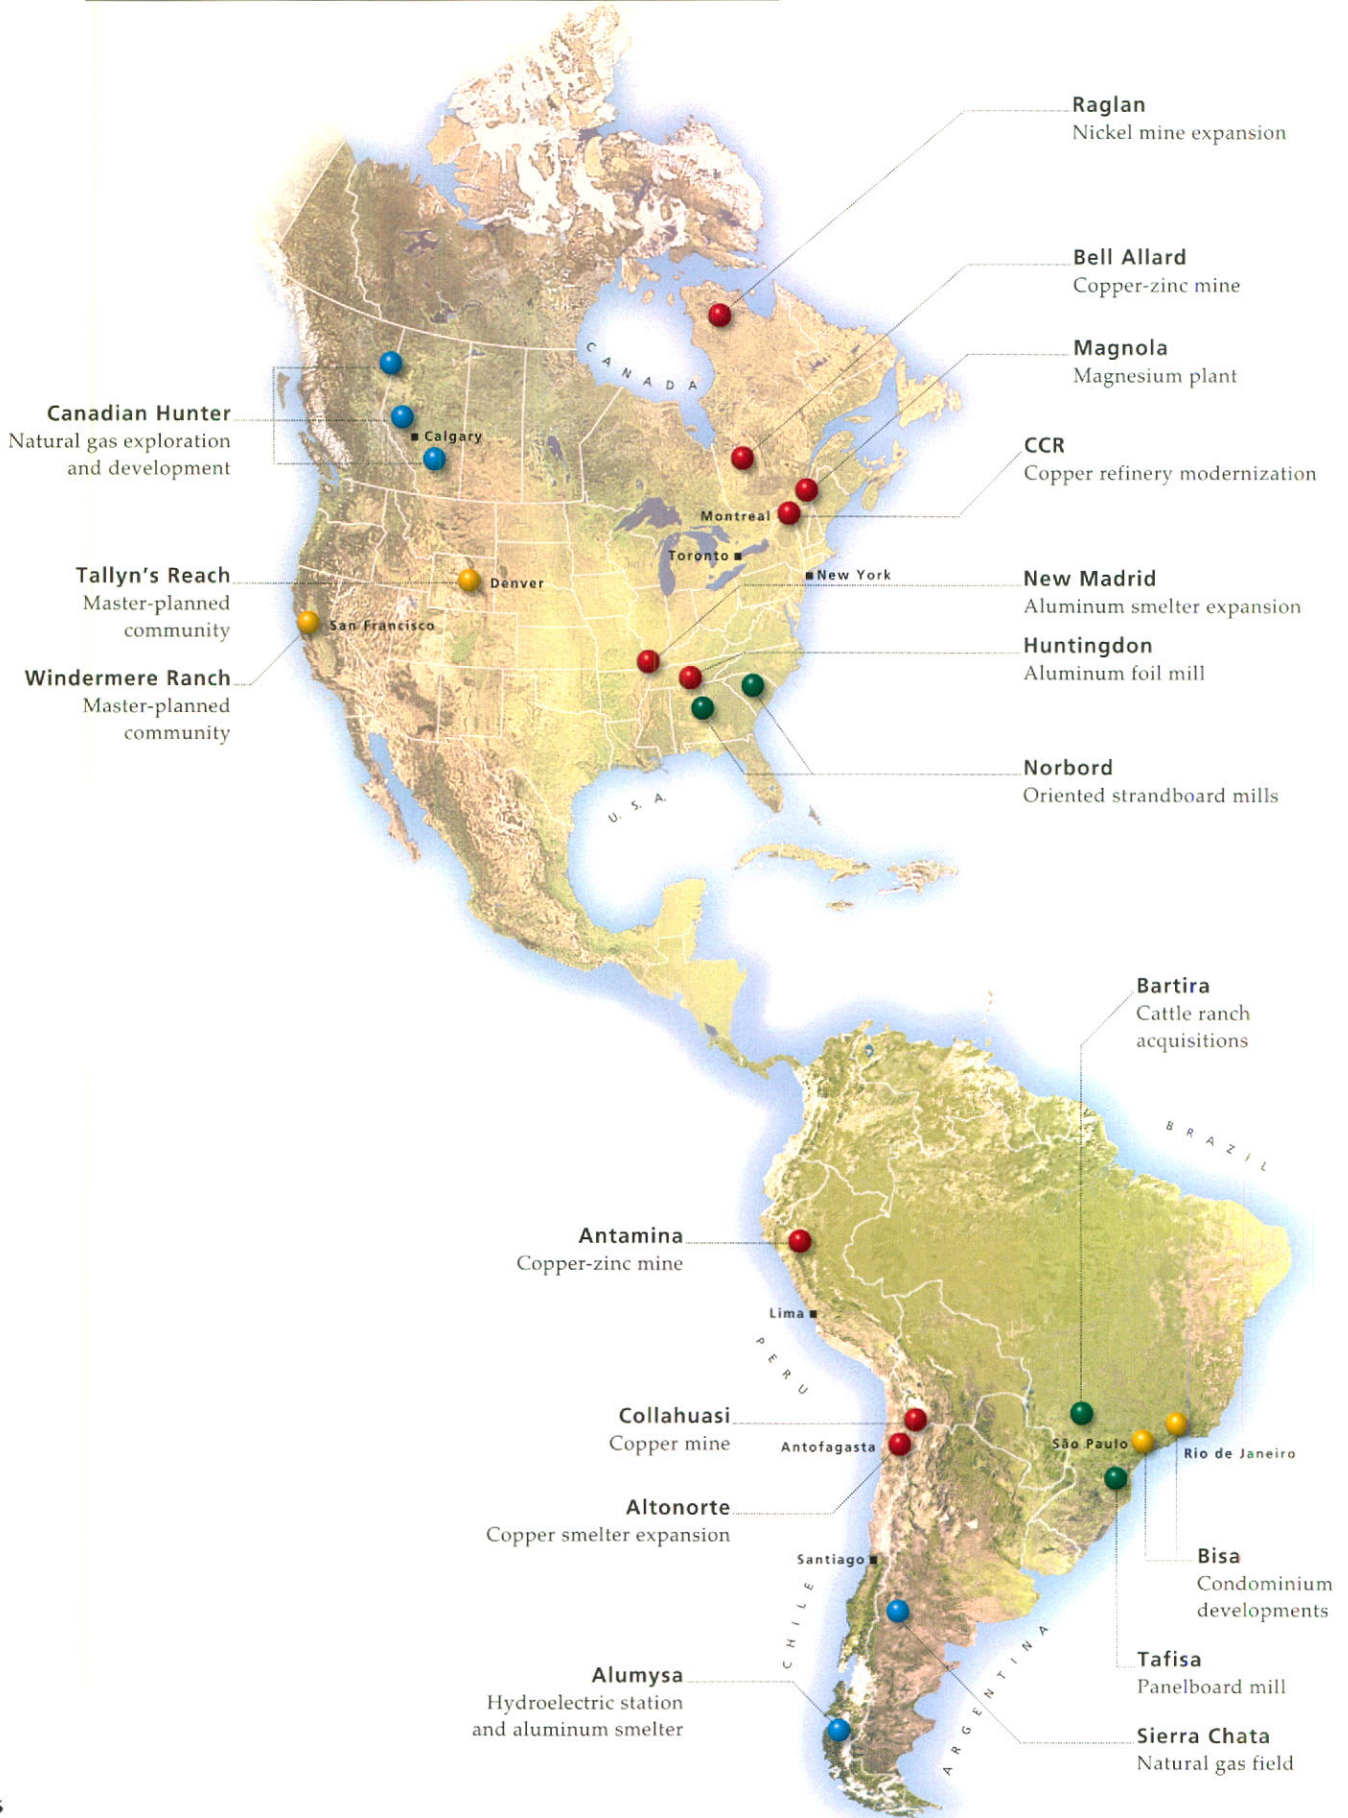 Raglan
Nickel mine expansion
Bell Allard
Copper-zinc mine
Magnola
Magnesium plant
CANADA
Canadian Hunter
Natural gas exploration
and development
Calgary
CCR
Copper refinery modernization
Montreal
Toronto
New York
Tallyn's Reach
Master-planned
community
Denver
New Madrid
Aluminum smelter expansion
San Francisco
Huntingdon
Aluminum foil mill
Windermere Ranch
Master-planned
community
Norbord
Oriented strandboard mills
U. S. A.
Bartira
Cattle ranch
acquisitions
BRAZIL
Antamina
Copper-zinc mine
Lima
PERU
Collahuasi
Copper mine
Antofagasta
São Paulo
Rio de Janeiro
Altonorte
Copper smelter expansion
Santiago
Bisa
Condominium
developments
CHILE
ARGENTINA
Tafisa
Panelboard mill
Alumysa
Hydroelectric station
and aluminum smelter
Sierra Chata
Natural gas field